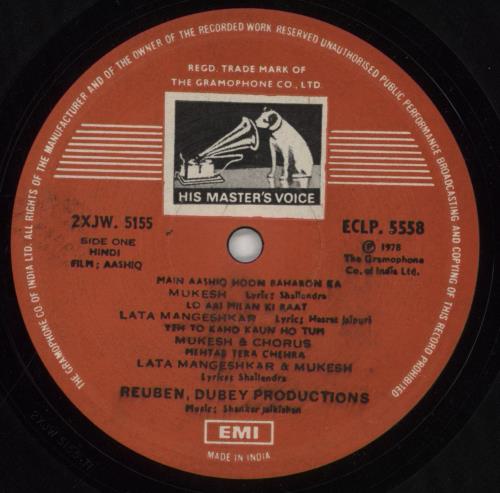 THE GRAMOPHONE CO. OF INDIA LTD. ALL RIGHTS OF THE MANUFACTURER AND OF THE OWNER OF THE RECORDED WORK RESERVED UNAUTHORISED PUBLIC PERFORMANCE BROADCASTING AND COPYING OF THIS RECORD PROHIBITED
REGD. TRADE MARK OF
THE GRAMOPHONE CO., LTD.
HIS MASTER'S VOICE
2XJW. 5155
SIDE ONE
HINDI
FILM; AASHIQ
ECLP. 5558
Ⓟ 1978
The Gramophone
Co. of India Ltd.
MAIN AASHIQ HOON BAHARON KA
MUKESH Lyric: Shailendra
LO AAI MILAN KI RAAT
LATA MANGESHKAR Lyric; Hasrat Jaipuri
YEH TO KAHO KAUN HO TUM
MUKESH & CHORUS
MEHTAB TERA CHEHRA
LATA MANGESHKAR & MUKESH
Lyrics: Shailendra
REUBEN, DUBEY PRODUCTIONS
Music: Shanker Jaikishan
EMI
MADE IN INDIA